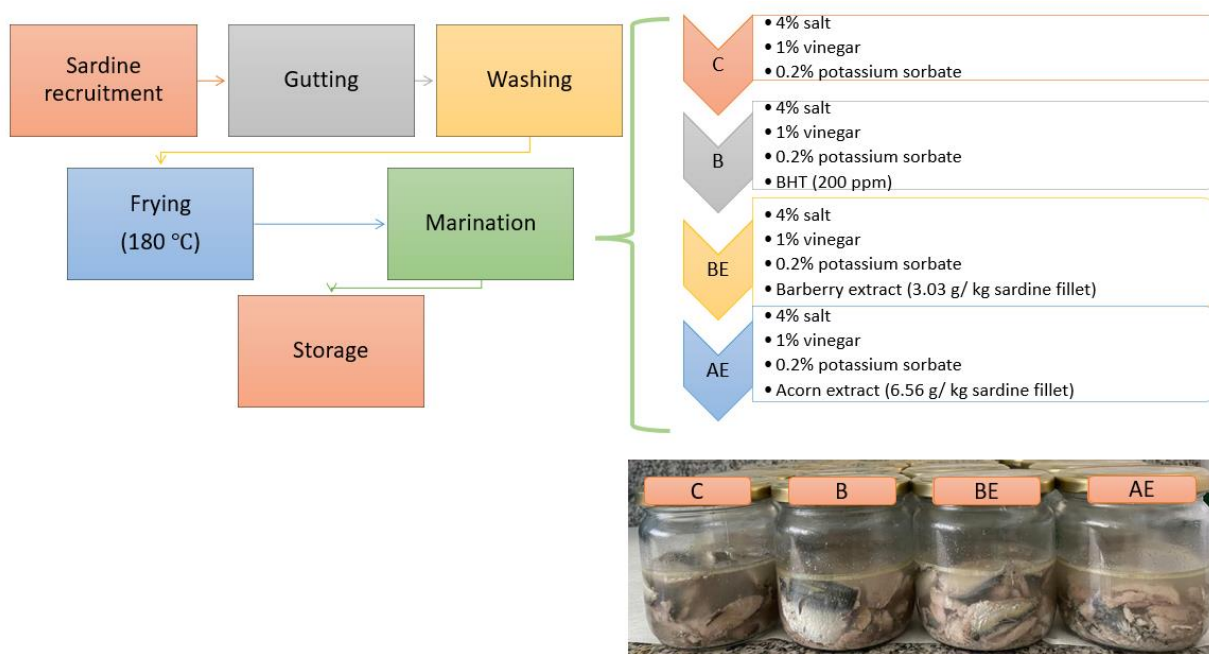 Sardine
recruitment
Gutting
Washing
Frying
(180 °C)
Marination
Storage
C
• 4% salt
• 1% vinegar
• 0.2% potassium sorbate
B
• 4% salt
• 1% vinegar
• 0.2% potassium sorbate
• BHT (200 ppm)
BE
• 4% salt
• 1% vinegar
• 0.2% potassium sorbate
• Barberry extract (3.03 g/ kg sardine fillet)
AE
• 4% salt
• 1% vinegar
• 0.2% potassium sorbate
• Acorn extract (6.56 g/ kg sardine fillet)
C
B
BE
AE